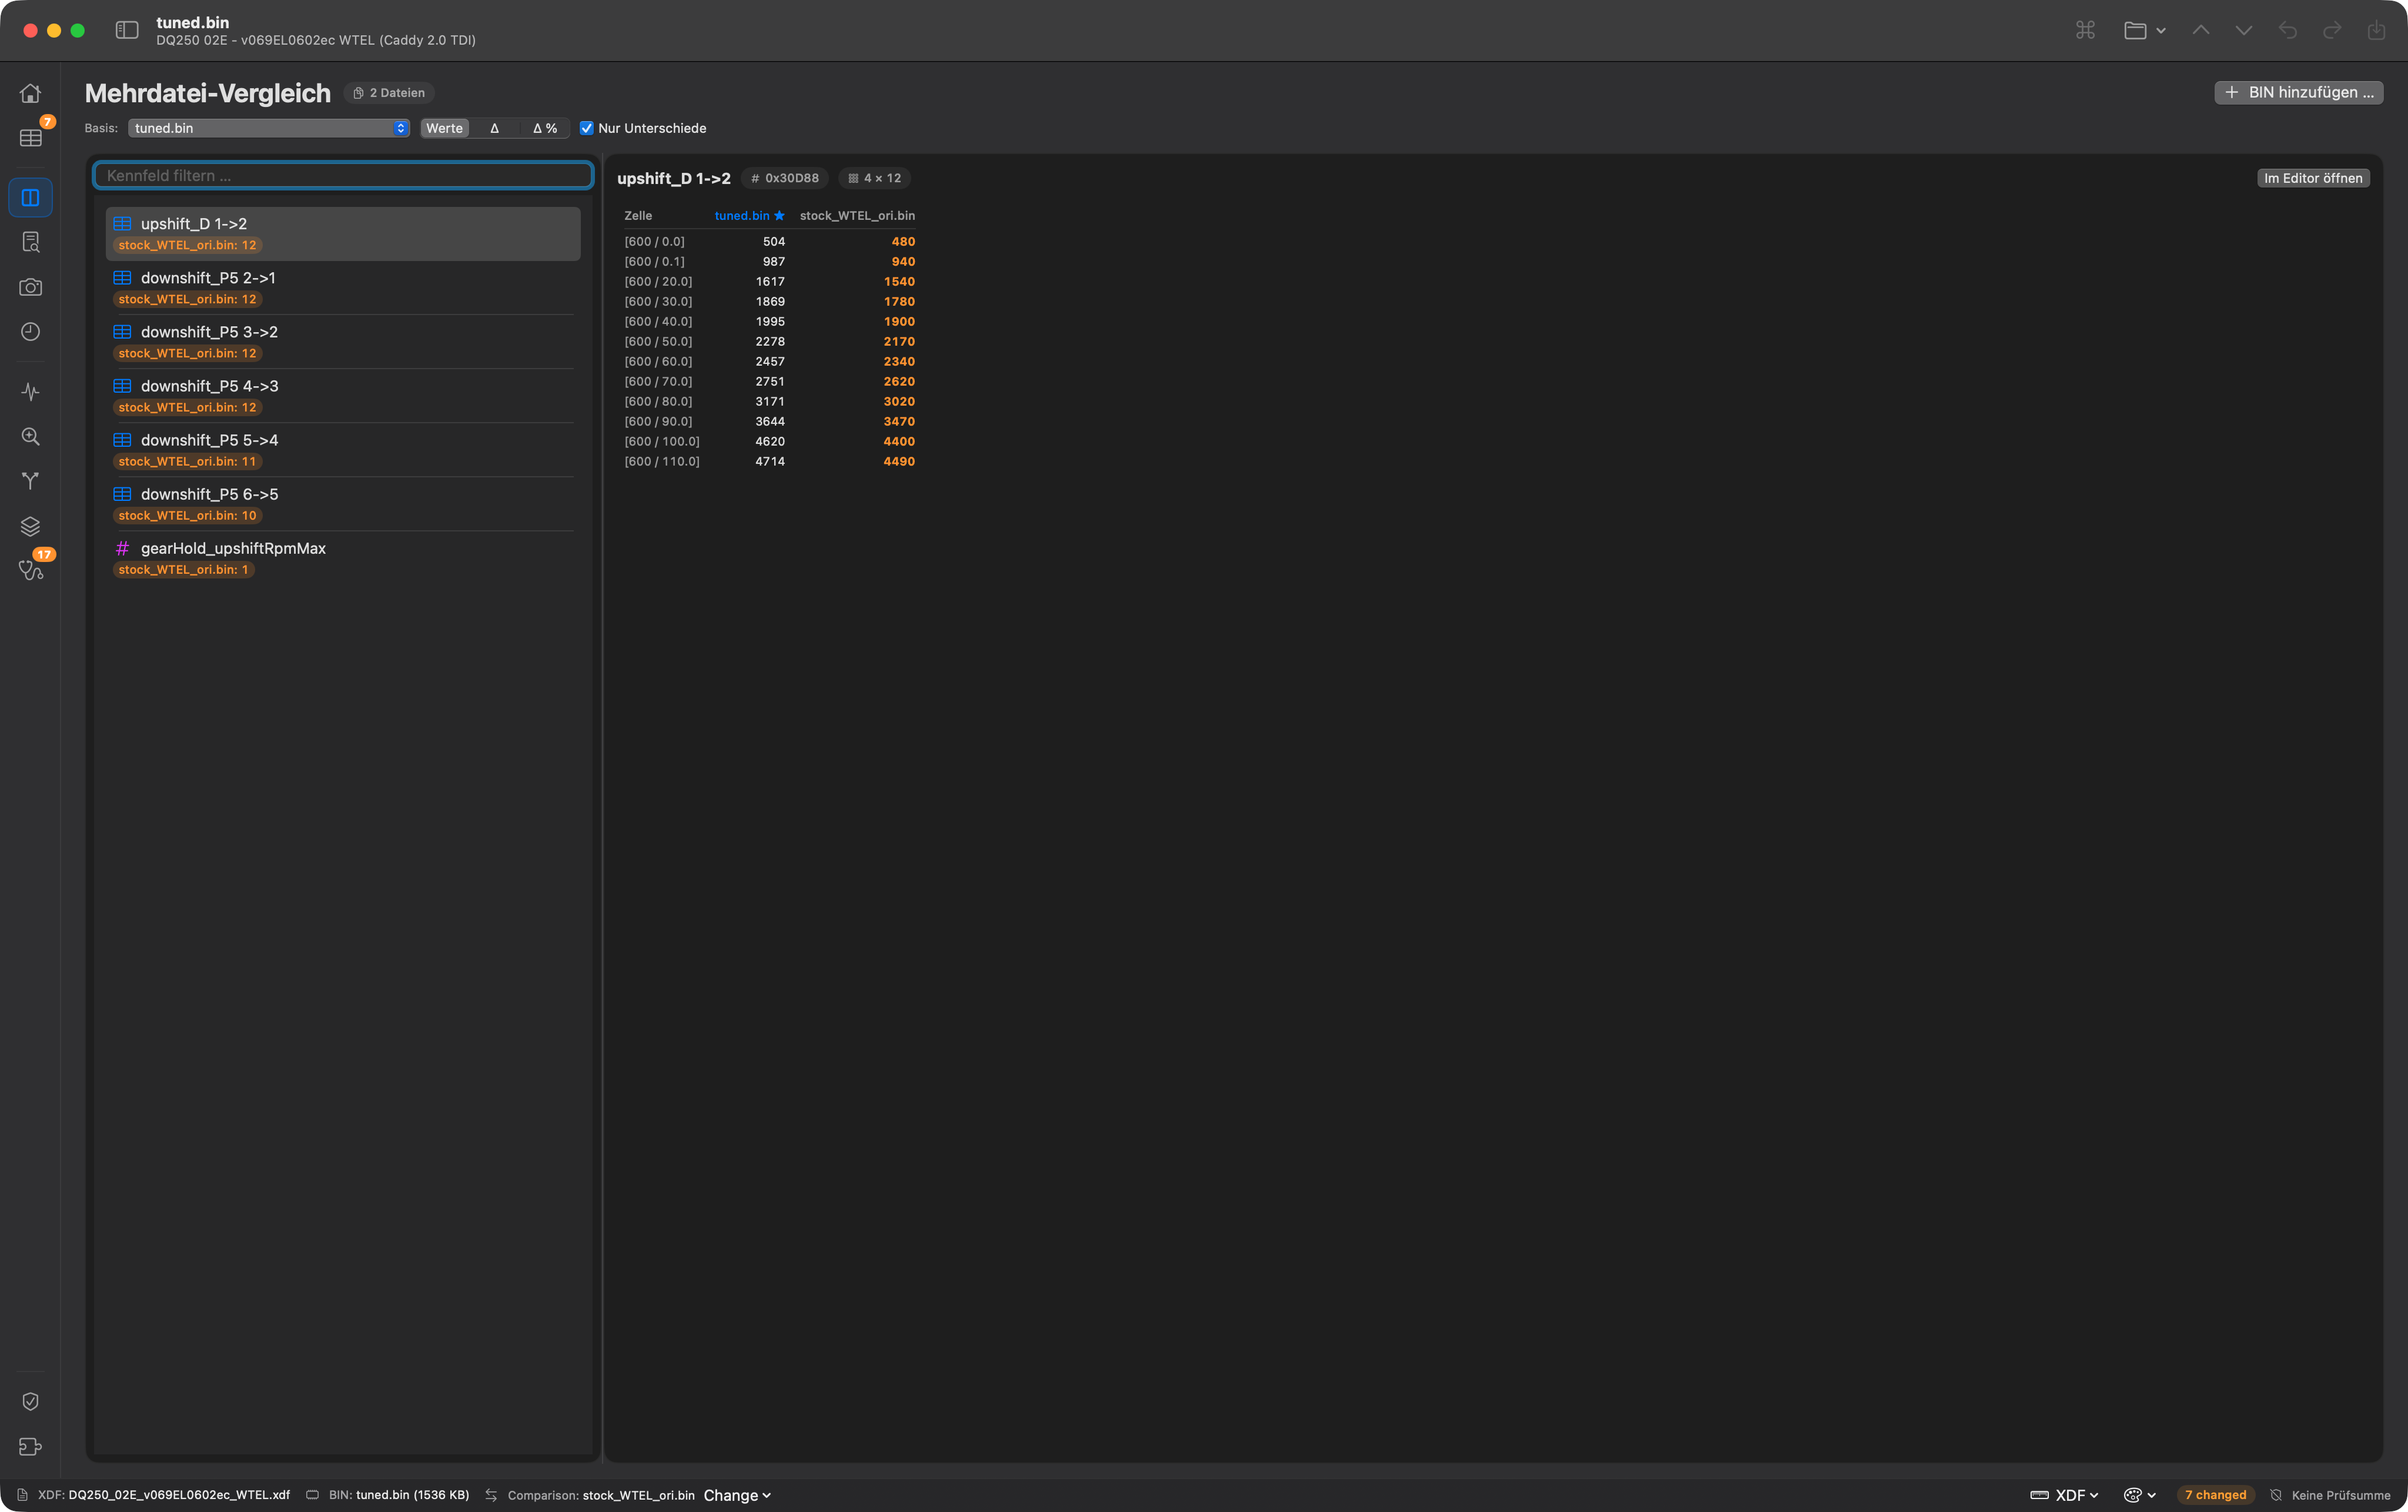 tuned.bin
DQ250 02E - v069EL0602ec WTEL (Caddy 2.0 TDI)
Mehrdatei-Vergleich
2 Dateien
BIN hinzufügen ...
Basis: tuned.bin Werte Δ Δ % Nur Unterschiede
7
17
Kennfeld filtern ...
upshift_D 1->2
stock_WTEL_ori.bin: 12
downshift_P5 2->1
stock_WTEL_ori.bin: 12
downshift_P5 3->2
stock_WTEL_ori.bin: 12
downshift_P5 4->3
stock_WTEL_ori.bin: 12
downshift_P5 5->4
stock_WTEL_ori.bin: 11
downshift_P5 6->5
stock_WTEL_ori.bin: 10
# gearHold_upshiftRpmMax
stock_WTEL_ori.bin: 1
upshift_D 1->2 # 0x30D88 4 × 12 Im Editor öffnen
Zelle tuned.bin ★ stock_WTEL_ori.bin
[600 / 0.0] 504 480
[600 / 0.1] 987 940
[600 / 20.0] 1617 1540
[600 / 30.0] 1869 1780
[600 / 40.0] 1995 1900
[600 / 50.0] 2278 2170
[600 / 60.0] 2457 2340
[600 / 70.0] 2751 2620
[600 / 80.0] 3171 3020
[600 / 90.0] 3644 3470
[600 / 100.0] 4620 4400
[600 / 110.0] 4714 4490
XDF: DQ250_02E_v069EL0602ec_WTEL.xdf BIN: tuned.bin (1536 KB) Comparison: stock_WTEL_ori.bin Change XDF 7 changed Keine Prüfsumme